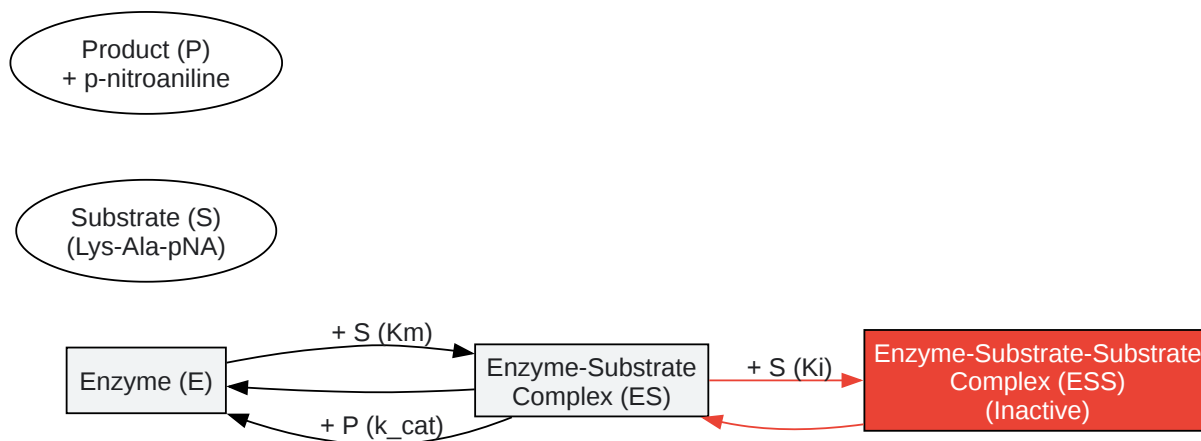 Product (P)
+ p-nitroaniline
Substrate (S)
(Lys-Ala-pNA)
+ S (Km)
Enzyme (E)
Enzyme-Substrate
Complex (ES)
+ P (k_cat)
+ S (Ki)
Enzyme-Substrate-Substrate
Complex (ESS)
(Inactive)